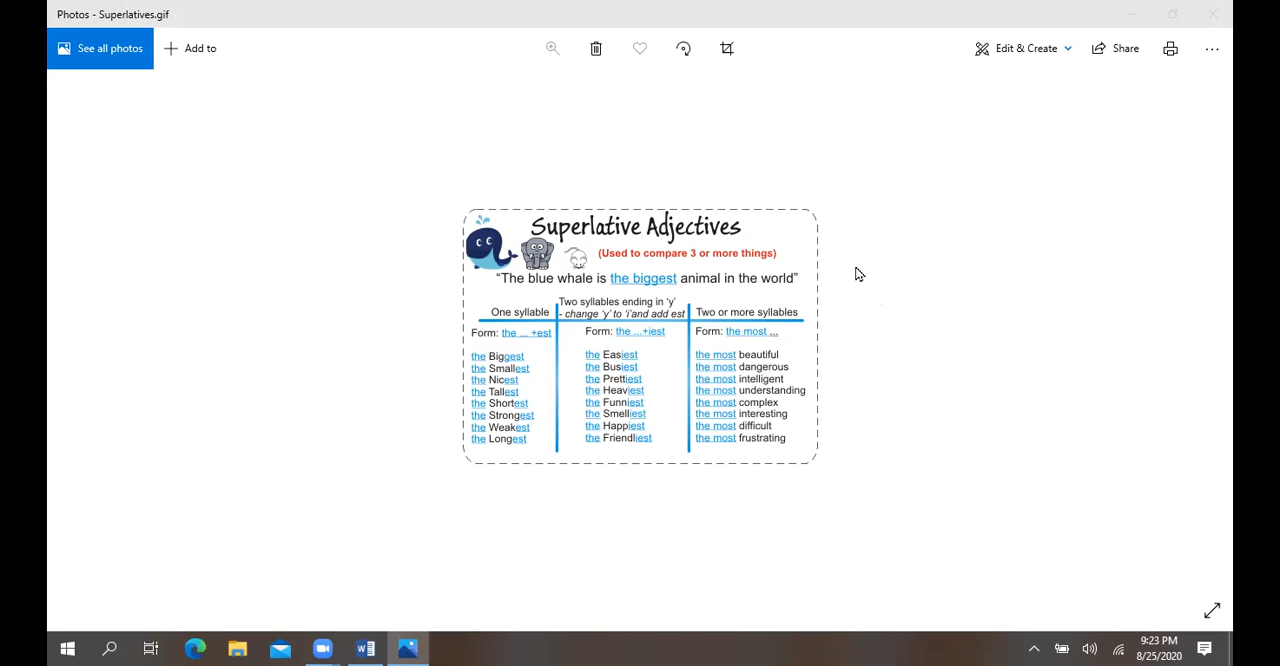 Photos - Superlatives.gif
See all photos
Add to
Edit & Create
Share
Superlative Adjectives
(Used to compare 3 or more things)
"The blue whale is the biggest animal in the world"
One syllable
Two syllables ending in 'y'
- change 'y' to 'i'and add est
Two or more syllables
Form: the ... +est
the Biggest
the Smallest
the Nicest
the Tallest
the Shortest
the Strongest
the Weakest
the Longest
Form: the ...+iest
the Easiest
the Busiest
the Prettiest
the Heaviest
the Funniest
the Smelliest
the Happiest
the Friendliest
Form: the most ...
the most beautiful
the most dangerous
the most intelligent
the most understanding
the most complex
the most interesting
the most difficult
the most frustrating
9:23 PM
8/25/2020